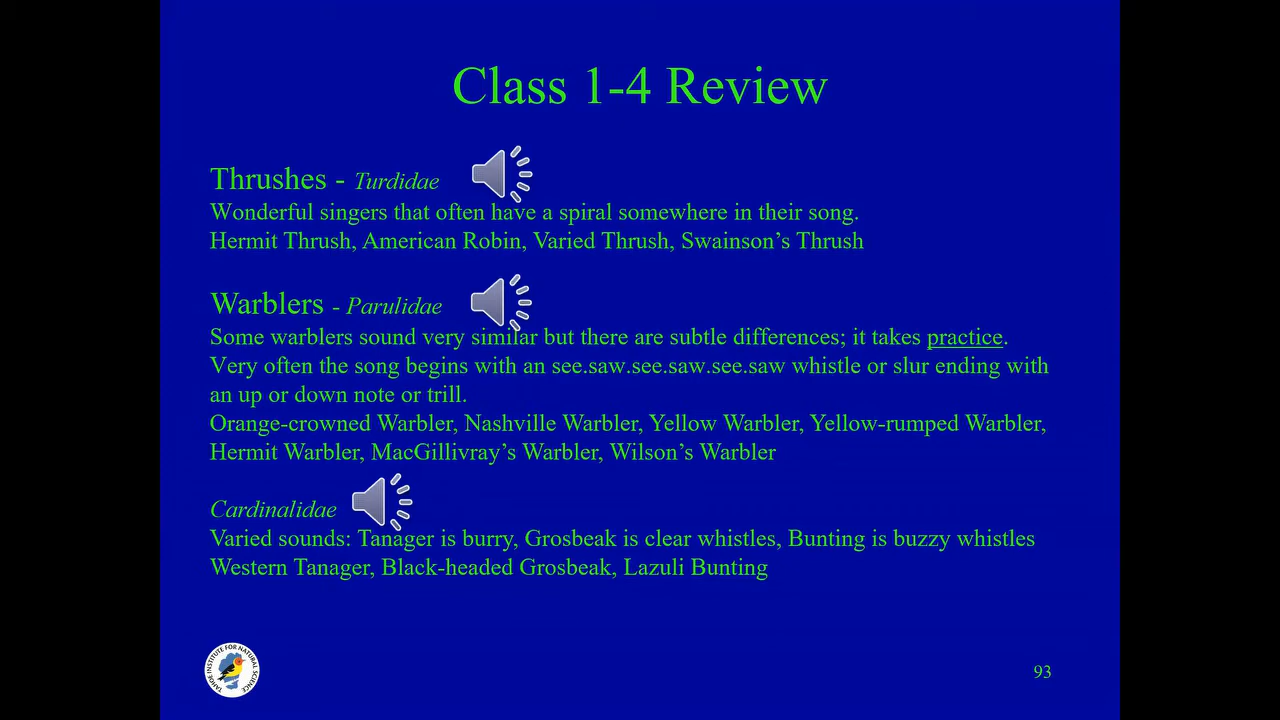 Class 1-4 Review
Thrushes - Turdidae
Wonderful singers that often have a spiral somewhere in their song.
Hermit Thrush, American Robin, Varied Thrush, Swainson’s Thrush
Warblers - Parulidae
Some warblers sound very similar but there are subtle differences; it takes practice.
Very often the song begins with an see.saw.see.saw.see.saw whistle or slur ending with
an up or down note or trill.
Orange-crowned Warbler, Nashville Warbler, Yellow Warbler, Yellow-rumped Warbler,
Hermit Warbler, MacGillivray’s Warbler, Wilson’s Warbler
Cardinalidae
Varied sounds: Tanager is burry, Grosbeak is clear whistles, Bunting is buzzy whistles
Western Tanager, Black-headed Grosbeak, Lazuli Bunting
TAHOE INSTITUTE FOR NATURAL SCIENCE
93